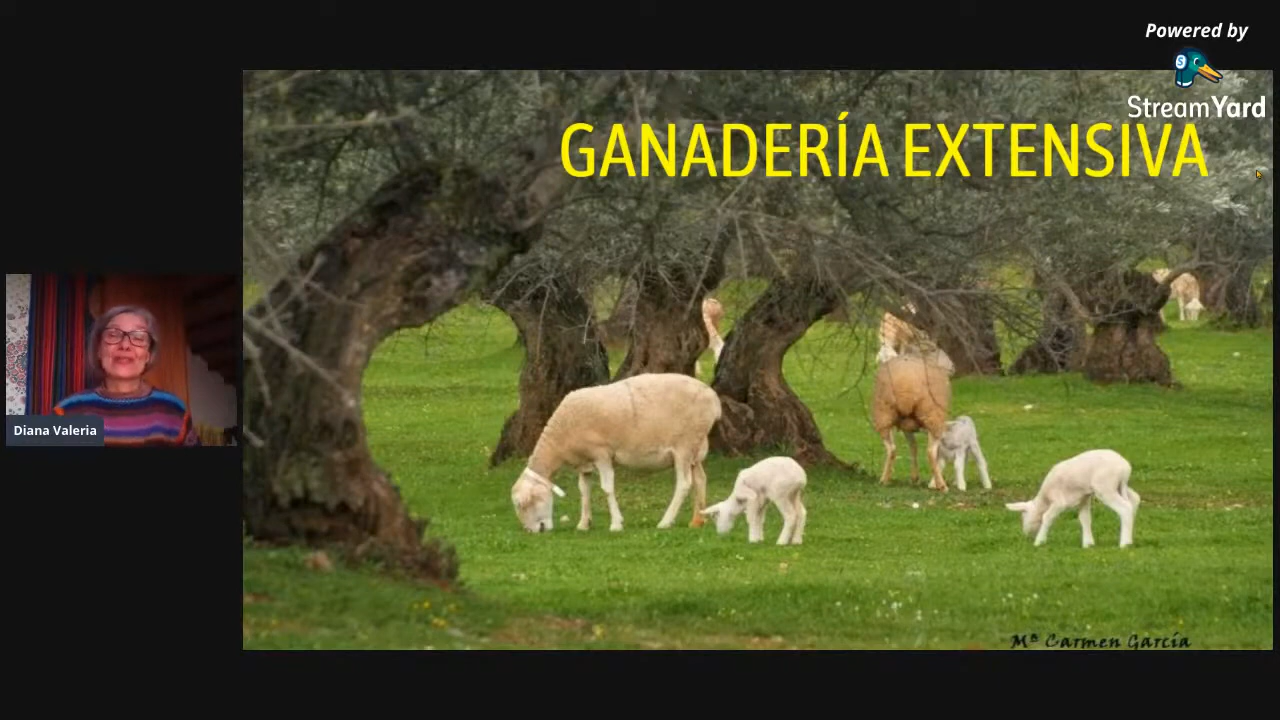 Powered by
StreamYard
GANADERÍA EXTENSIVA
Diana Valeria
Mª Carmen García